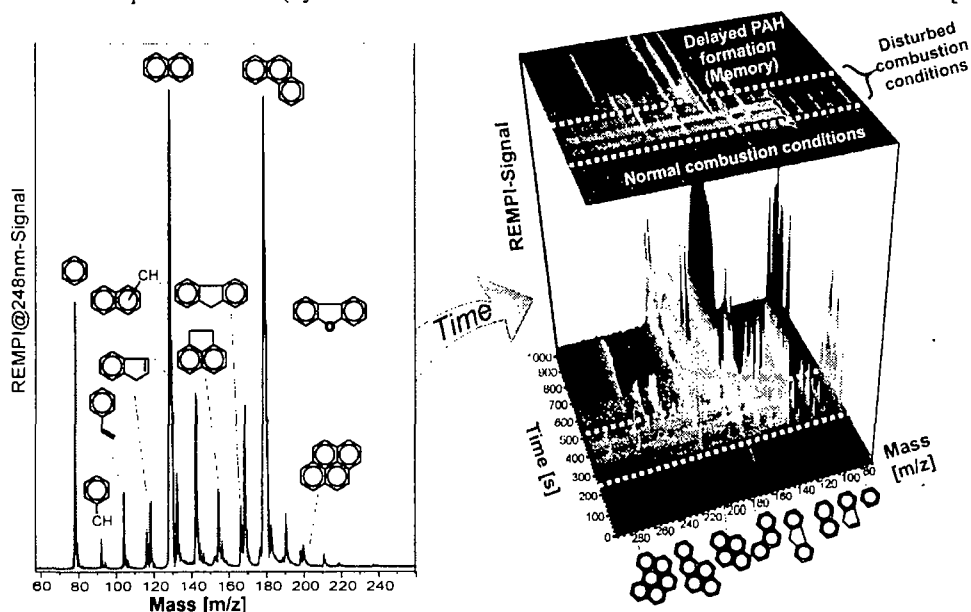 REMPI@248nm-Signal
CH
CH
60 80 100 120 140 160 180 200 220 240
Mass [m/z]
Time
Delayed PAH
formation
(Memory)
Disturbed
combustion
conditions
Normal combustion conditions
REMPI-Signal
1000
900
800
700
600
500
400
300
200
100
0
Time [s]
280 260 240 220 200 180 160 140 120 100 80
Mass
[m/z]